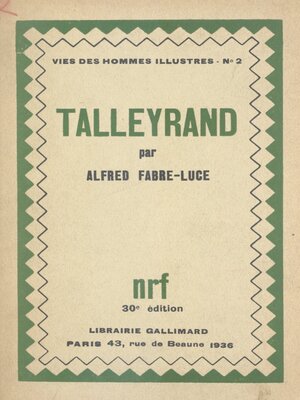 VIES DES HOMMES ILLUSTRES - Nº 2
TALLEYRAND
par
ALFRED FABRE-LUCE
nrf
30e édition
LIBRAIRIE GALLIMARD
PARIS 43, rue de Beaune 1936